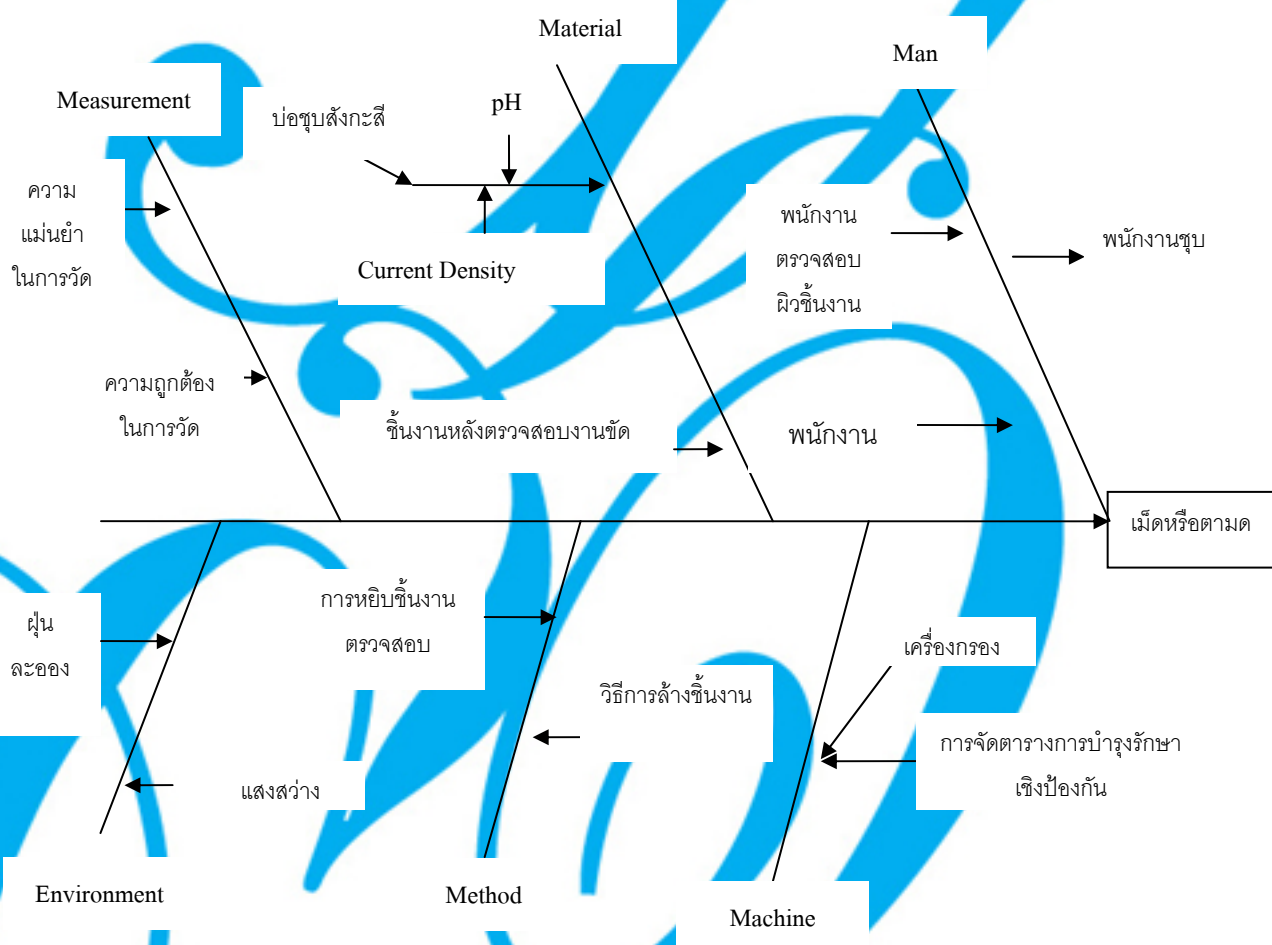 Material
Man
Measurement
pH
บ่อชุบสังกะสี
ความ
แม่นยำ
ในการวัด
พนักงาน
ตรวจสอบ
ผิวชิ้นงาน
พนักงานชุบ
Current Density
ความถูกต้อง
ในการวัด
ชิ้นงานหลังตรวจสอบงานขัด
พนักงาน
เม็ดหรือตามด
ฝุ่น
ละออง
การหยิบชิ้นงาน
ตรวจสอบ
เครื่องกรอง
วิธีการล้างชิ้นงาน
การจัดตารางการบำรุงรักษา
เชิงป้องกัน
แสงสว่าง
Environment
Method
Machine